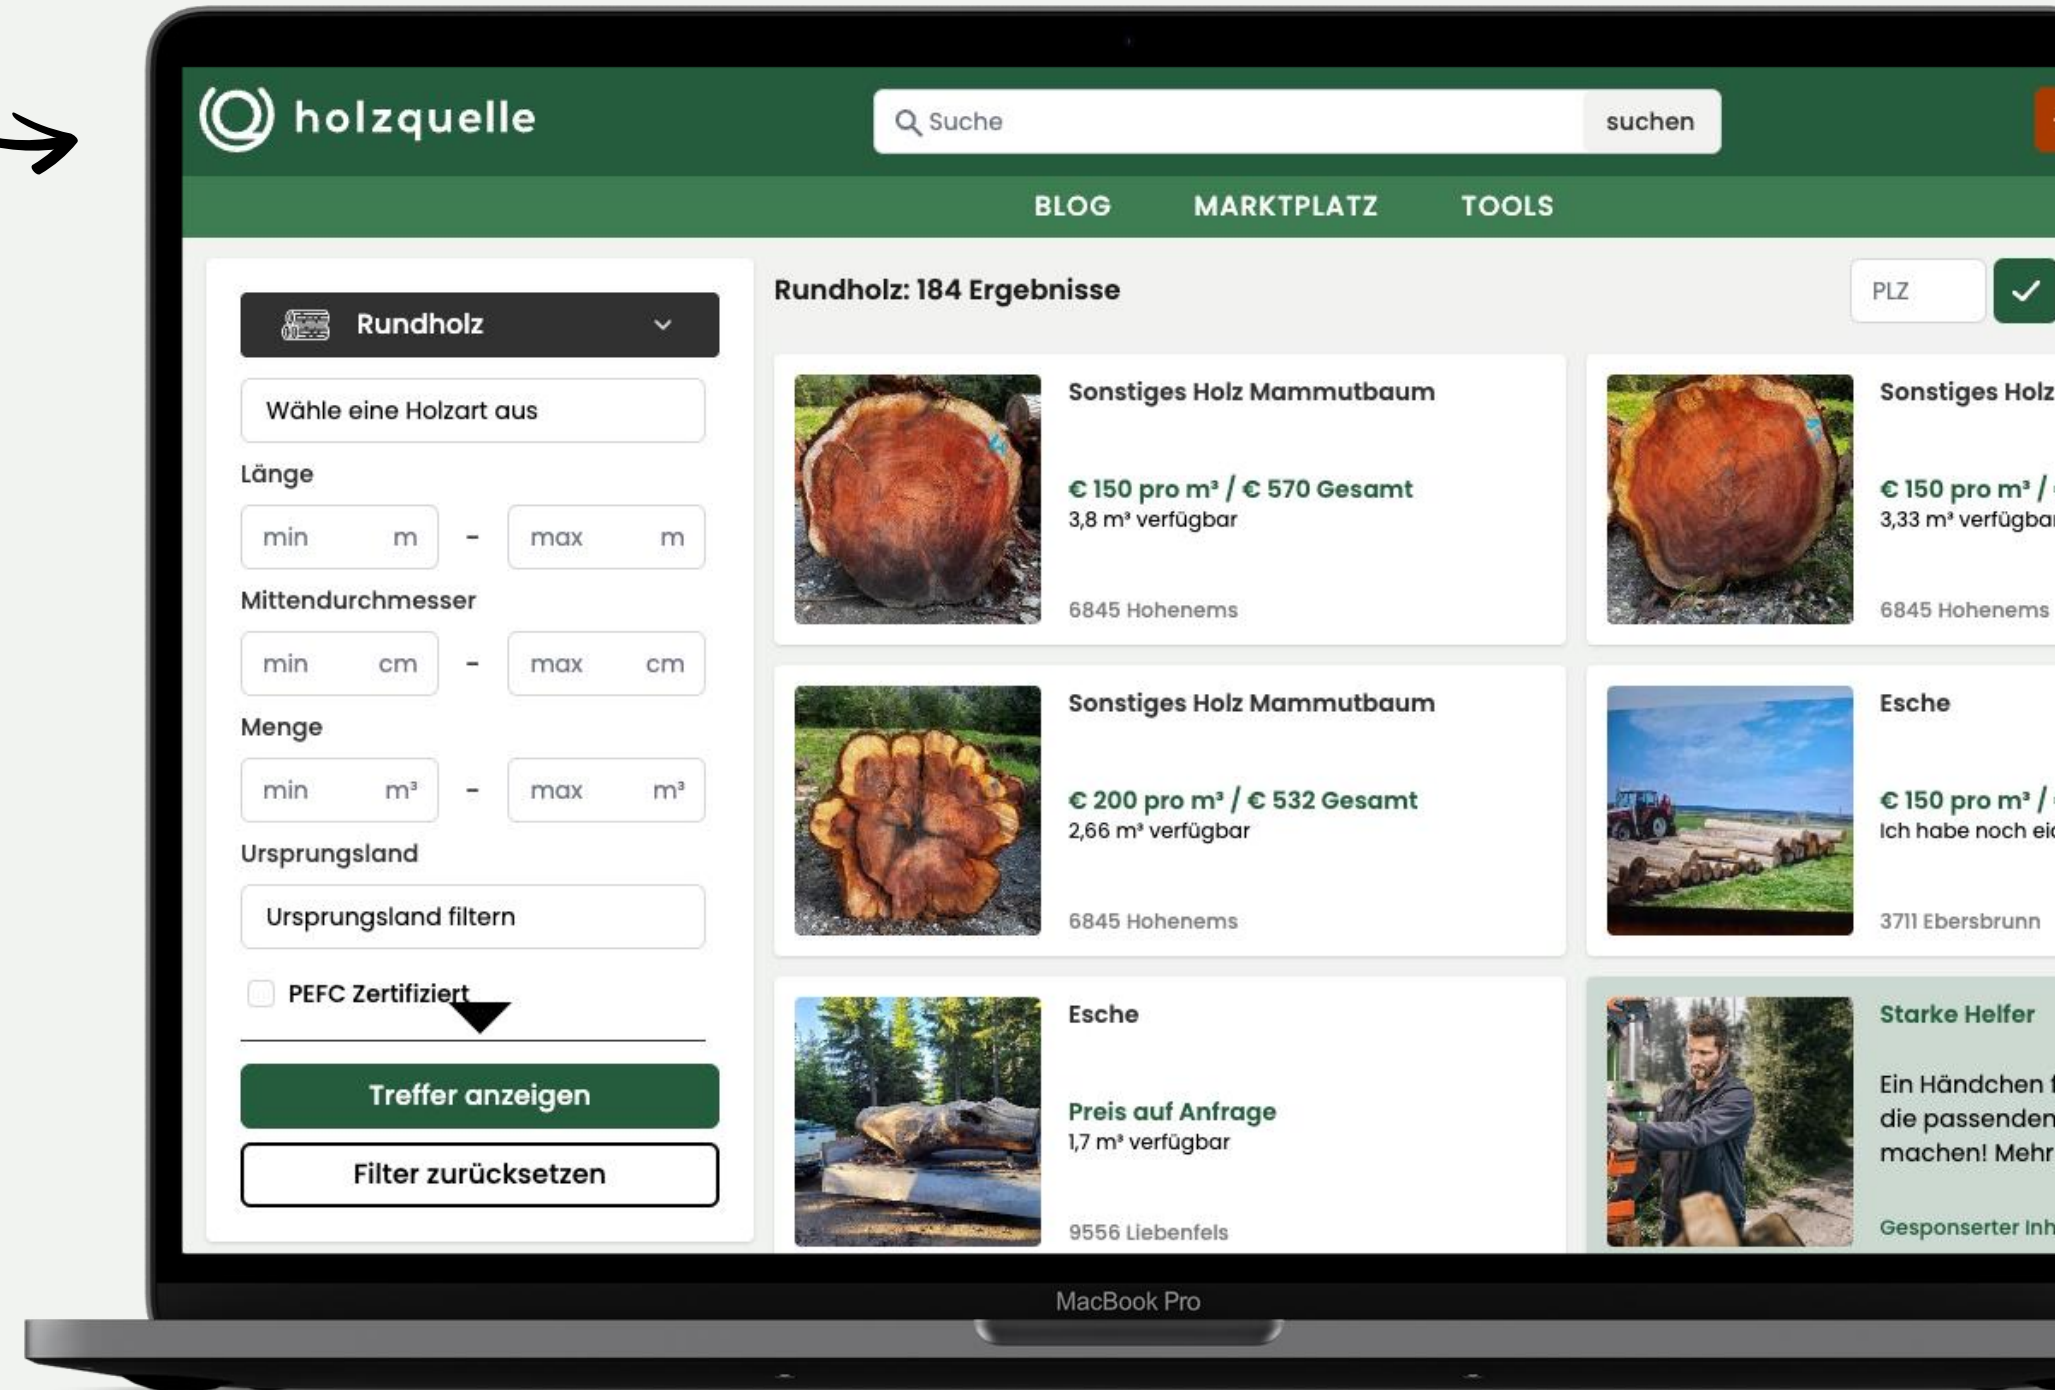 holzquelle
Suche
suchen
BLOG MARKTPLATZ TOOLS
Rundholz
Wähle eine Holzart aus
Länge
min m - max m
Mittendurchmesser
min cm - max cm
Menge
min m³ - max m³
Ursprungsland
Ursprungsland filtern
PEFC Zertifiziert
Treffer anzeigen
Filter zurücksetzen
Rundholz: 184 Ergebnisse
PLZ
Sonstiges Holz Mammutbaum
€ 150 pro m³ / € 570 Gesamt
3,8 m³ verfügbar
6845 Hohenems
Sonstiges Holz
€ 150 pro m³ /
3,33 m³ verfügbar
6845 Hohenems
Sonstiges Holz Mammutbaum
€ 200 pro m³ / € 532 Gesamt
2,66 m³ verfügbar
6845 Hohenems
Esche
€ 150 pro m³ /
Ich habe noch
3711 Ebersbrunn
Esche
Preis auf Anfrage
1,7 m³ verfügbar
9556 Liebenfels
Starke Helfer
Ein Händchen
die passenden
machen! Mehr
Gesponserter
MacBook Pro